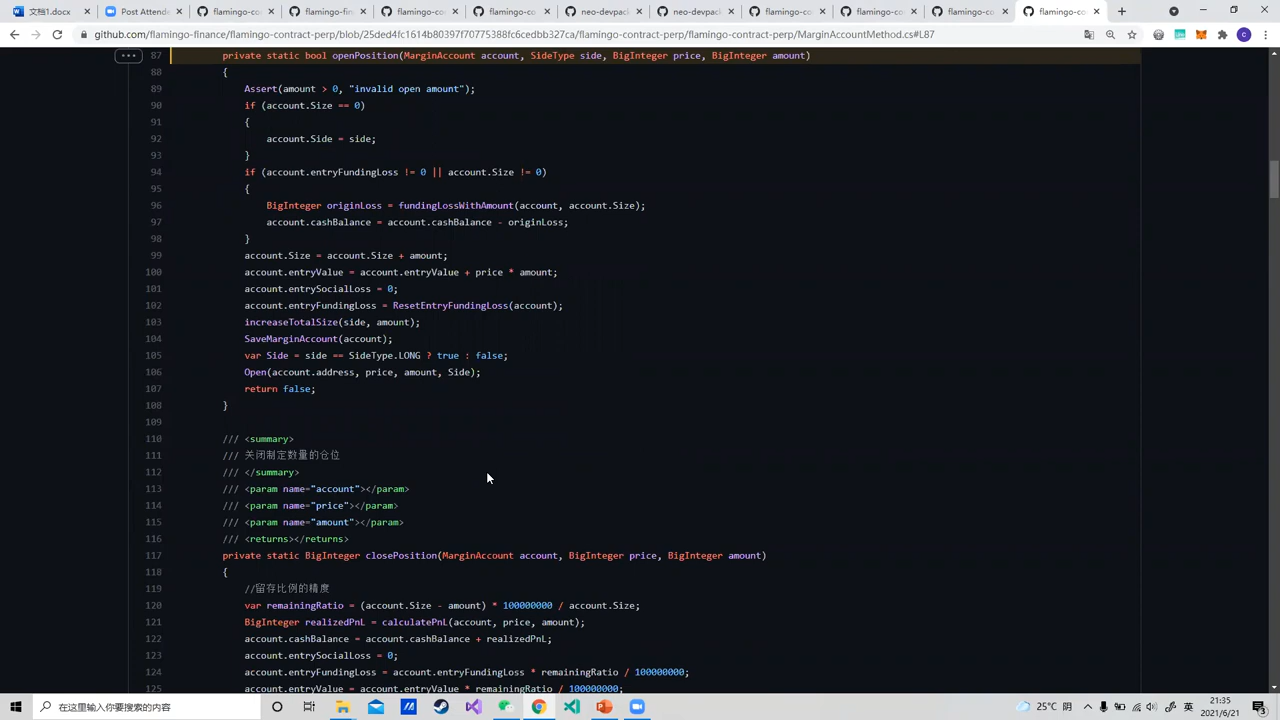 文档1.docx
Post Attende
flamingo-co
flamingo-fin
flamingo-co
flamingo-co
neo-devpack
neo-devpack
flamingo-co
flamingo-co
flamingo-co
flamingo-co
github.com/flamingo-finance/flamingo-contract-perp/blob/25ded4fc1614b80397f70775388fc6cedbb327ca/flamingo-contract-perp/flamingo-contract-perp/MarginAccountMethod.cs#L87
87 private static bool openPosition(MarginAccount account, SideType side, BigInteger price, BigInteger amount)
88 {
89 Assert(amount > 0, "invalid open amount");
90 if (account.Size == 0)
91 {
92 account.Side = side;
93 }
94 if (account.entryFundingLoss != 0 || account.Size != 0)
95 {
96 BigInteger originLoss = fundingLossWithAmount(account, account.Size);
97 account.cashBalance = account.cashBalance - originLoss;
98 }
99 account.Size = account.Size + amount;
100 account.entryValue = account.entryValue + price * amount;
101 account.entrySocialLoss = 0;
102 account.entryFundingLoss = ResetEntryFundingLoss(account);
103 increaseTotalSize(side, amount);
104 SaveMarginAccount(account);
105 var Side = side == SideType.LONG ? true : false;
106 Open(account.address, price, amount, Side);
107 return false;
108 }
109
110 /// <summary>
111 /// 关闭制定数量的仓位
112 /// </summary>
113 /// <param name="account"></param>
114 /// <param name="price"></param>
115 /// <param name="amount"></param>
116 /// <returns></returns>
117 private static BigInteger closePosition(MarginAccount account, BigInteger price, BigInteger amount)
118 {
119 //留存比例的精度
120 var remainingRatio = (account.Size - amount) * 100000000 / account.Size;
121 BigInteger realizedPnL = calculatePnL(account, price, amount);
122 account.cashBalance = account.cashBalance + realizedPnL;
123 account.entrySocialLoss = 0;
124 account.entryFundingLoss = account.entryFundingLoss * remainingRatio / 100000000;
125 account.entryValue = account.entryValue * remainingRatio / 100000000;
在这里输入你要搜索的内容
25°C 阴
英
21:35
2021/6/21